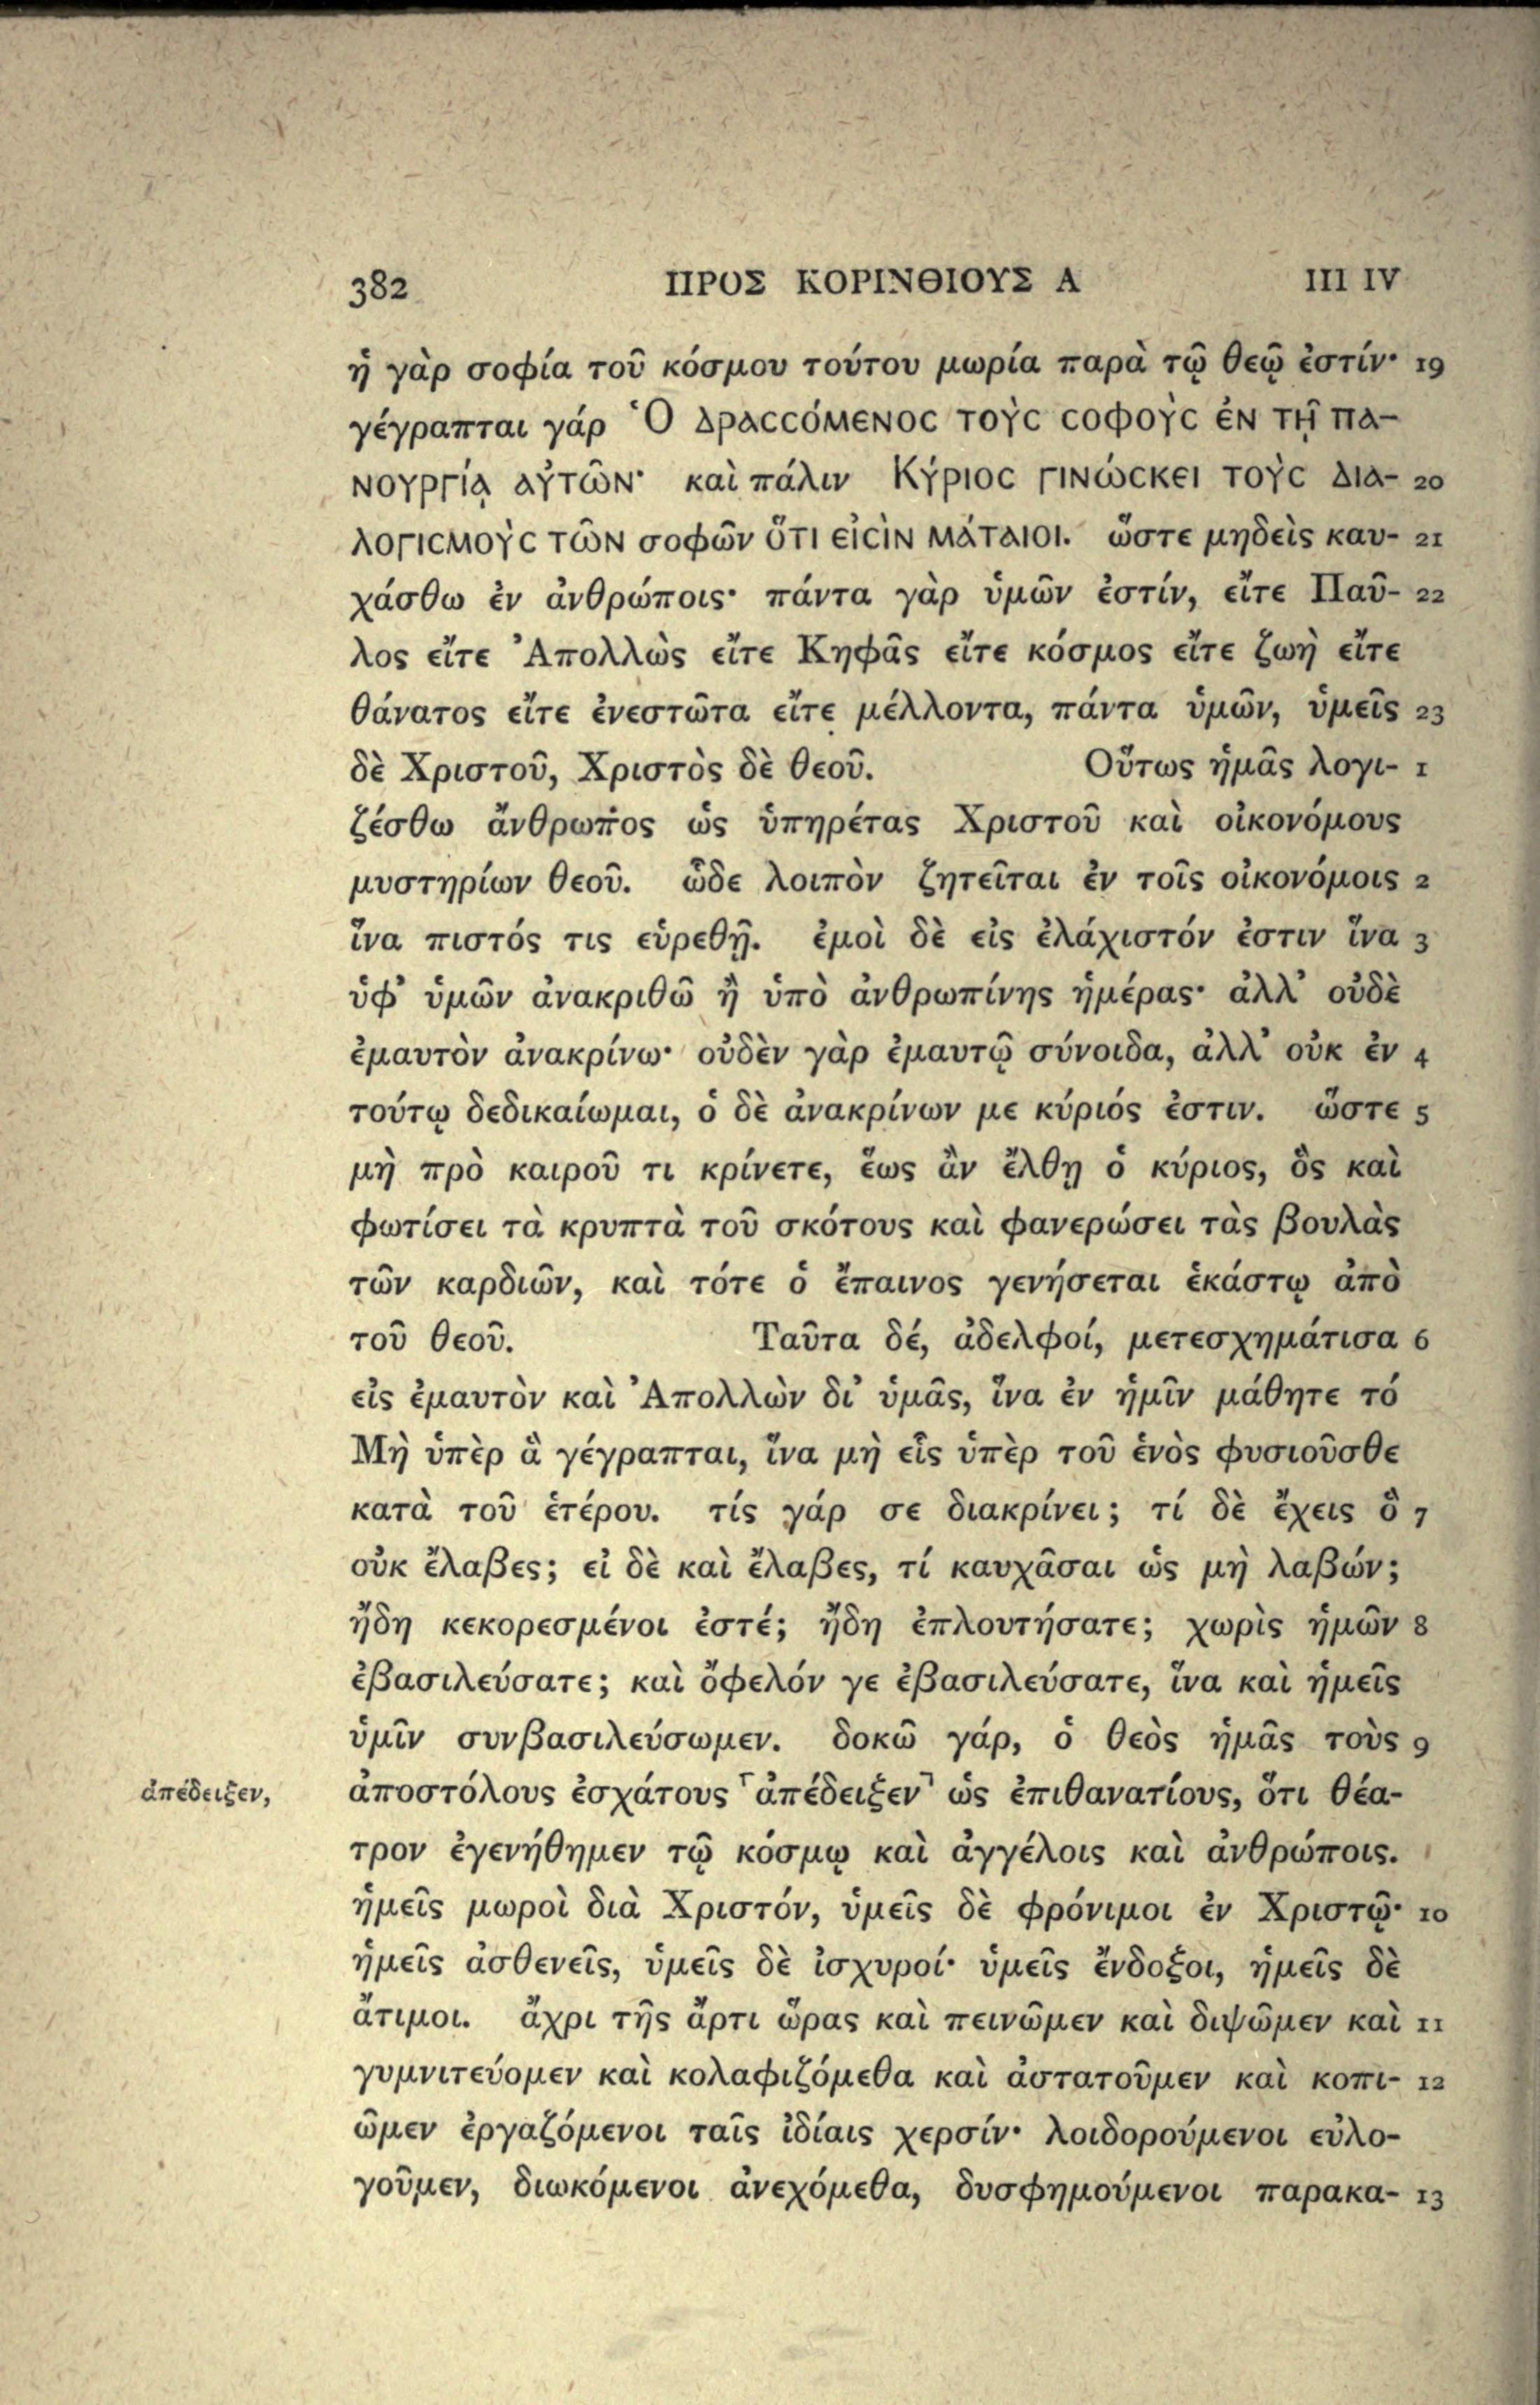 382 ΠΡΟΣ ΚΟΡΙΝΘΙΟΥΣ Α III IV
ἡ γὰρ σοφία τοῦ κόσμου τούτου μωρία παρὰ τῷ θεῷ ἐστίν· 19
γέγραπται γάρ Ὁ δραςςόμενος τοὺς σοφοὺς ἐν τῇ πα-
νουργίᾳ αὐτῶν· καὶ πάλιν Κύριος γινώσκει τοὺς δια- 20
λογισμοὺς τῶν σοφῶν ὅτι εἰσὶν μάταιοι. ὥστε μηδεὶς καυ- 21
χάσθω ἐν ἀνθρώποις· πάντα γὰρ ὑμῶν ἐστίν, εἴτε Παῦ- 22
λος εἴτε Ἀπολλὼς εἴτε Κηφᾶς εἴτε κόσμος εἴτε ζωὴ εἴτε
θάνατος εἴτε ἐνεστῶτα εἴτε μέλλοντα, πάντα ὑμῶν, ὑμεῖς 23
δὲ Χριστοῦ, Χριστὸς δὲ θεοῦ. Οὕτως ἡμᾶς λογι- 1
ζέσθω ἄνθρωπος ὡς ὑπηρέτας Χριστοῦ καὶ οἰκονόμους
μυστηρίων θεοῦ. ὧδε λοιπὸν ζητεῖται ἐν τοῖς οἰκονόμοις 2
ἵνα πιστός τις εὑρεθῇ. ἐμοὶ δὲ εἰς ἐλάχιστόν ἐστιν ἵνα 3
ὑφ' ὑμῶν ἀνακριθῶ ἢ ὑπὸ ἀνθρωπίνης ἡμέρας· ἀλλ' οὐδὲ
ἐμαυτὸν ἀνακρίνω· οὐδὲν γὰρ ἐμαυτῷ σύνοιδα, ἀλλ' οὐκ ἐν 4
τούτῳ δεδικαίωμαι, ὁ δὲ ἀνακρίνων με κύριός ἐστιν. ὥστε 5
μὴ πρὸ καιροῦ τι κρίνετε, ἕως ἂν ἔλθῃ ὁ κύριος, ὃς καὶ
φωτίσει τὰ κρυπτὰ τοῦ σκότους καὶ φανερώσει τὰς βουλὰς
τῶν καρδιῶν, καὶ τότε ὁ ἔπαινος γενήσεται ἑκάστῳ ἀπὸ
τοῦ θεοῦ. Ταῦτα δέ, ἀδελφοί, μετεσχημάτισα 6
εἰς ἐμαυτὸν καὶ Ἀπολλὼν δι' ὑμᾶς, ἵνα ἐν ἡμῖν μάθητε τό
Μὴ ὑπὲρ ἃ γέγραπται, ἵνα μὴ εἷς ὑπὲρ τοῦ ἑνὸς φυσιοῦσθε
κατὰ τοῦ ἑτέρου. τίς γάρ σε διακρίνει; τί δὲ ἔχεις ὃ 7
οὐκ ἔλαβες; εἰ δὲ καὶ ἔλαβες, τί καυχᾶσαι ὡς μὴ λαβών;
ἤδη κεκορεσμένοι ἐστέ; ἤδη ἐπλουτήσατε; χωρὶς ἡμῶν 8
ἐβασιλεύσατε; καὶ ὄφελόν γε ἐβασιλεύσατε, ἵνα καὶ ἡμεῖς
ὑμῖν συνβασιλεύσωμεν. δοκῶ γάρ, ὁ θεὸς ἡμᾶς τοὺς 9
ἀπέδειξεν, ἀποστόλους ἐσχάτους ⸢ἀπέδειξεν⸣ ὡς ἐπιθανατίους, ὅτι θέα-
τρον ἐγενήθημεν τῷ κόσμῳ καὶ ἀγγέλοις καὶ ἀνθρώποις.
ἡμεῖς μωροὶ διὰ Χριστόν, ὑμεῖς δὲ φρόνιμοι ἐν Χριστῷ· 10
ἡμεῖς ἀσθενεῖς, ὑμεῖς δὲ ἰσχυροί· ὑμεῖς ἔνδοξοι, ἡμεῖς δὲ
ἄτιμοι. ἄχρι τῆς ἄρτι ὥρας καὶ πεινῶμεν καὶ διψῶμεν καὶ 11
γυμνιτεύομεν καὶ κολαφιζόμεθα καὶ ἀστατοῦμεν καὶ κοπι- 12
ῶμεν ἐργαζόμενοι ταῖς ἰδίαις χερσίν· λοιδορούμενοι εὐλο-
γοῦμεν, διωκόμενοι ἀνεχόμεθα, δυσφημούμενοι παρακα- 13